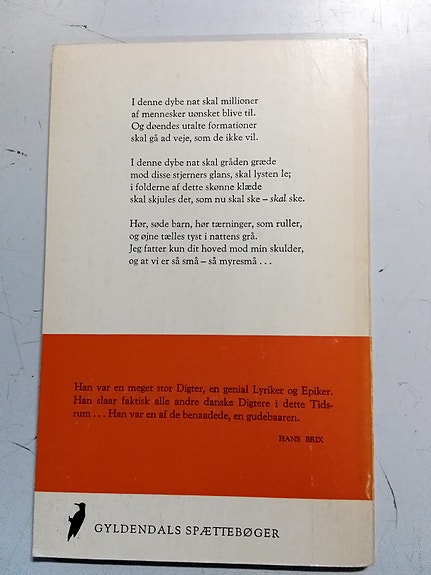 I denne dybe nat skal millioner
af mennesker uønsket blive til.
Og døendes utalte formationer
skal gå ad veje, som de ikke vil.
I denne dybe nat skal gråden græde
mod disse stjerners glans, skal lysten le;
i folderne af dette skønne klæde
skal skjules det, som nu skal ske – skal ske.
Hør, søde barn, hør tærninger, som ruller,
og øjne tælles tyst i nattens grå.
Jeg fatter kun dit hoved mod min skulder,
og at vi er så små – så myresmå . . .
Han var en meget stor Digter, en genial Lyriker og Epiker.
Han slaar faktisk alle andre danske Digtere i dette Tids-
rum . . . Han var en af de benaadede, en gudebaaren.
HANS BRIX
GYLDENDALS SPÆTTEBØGER